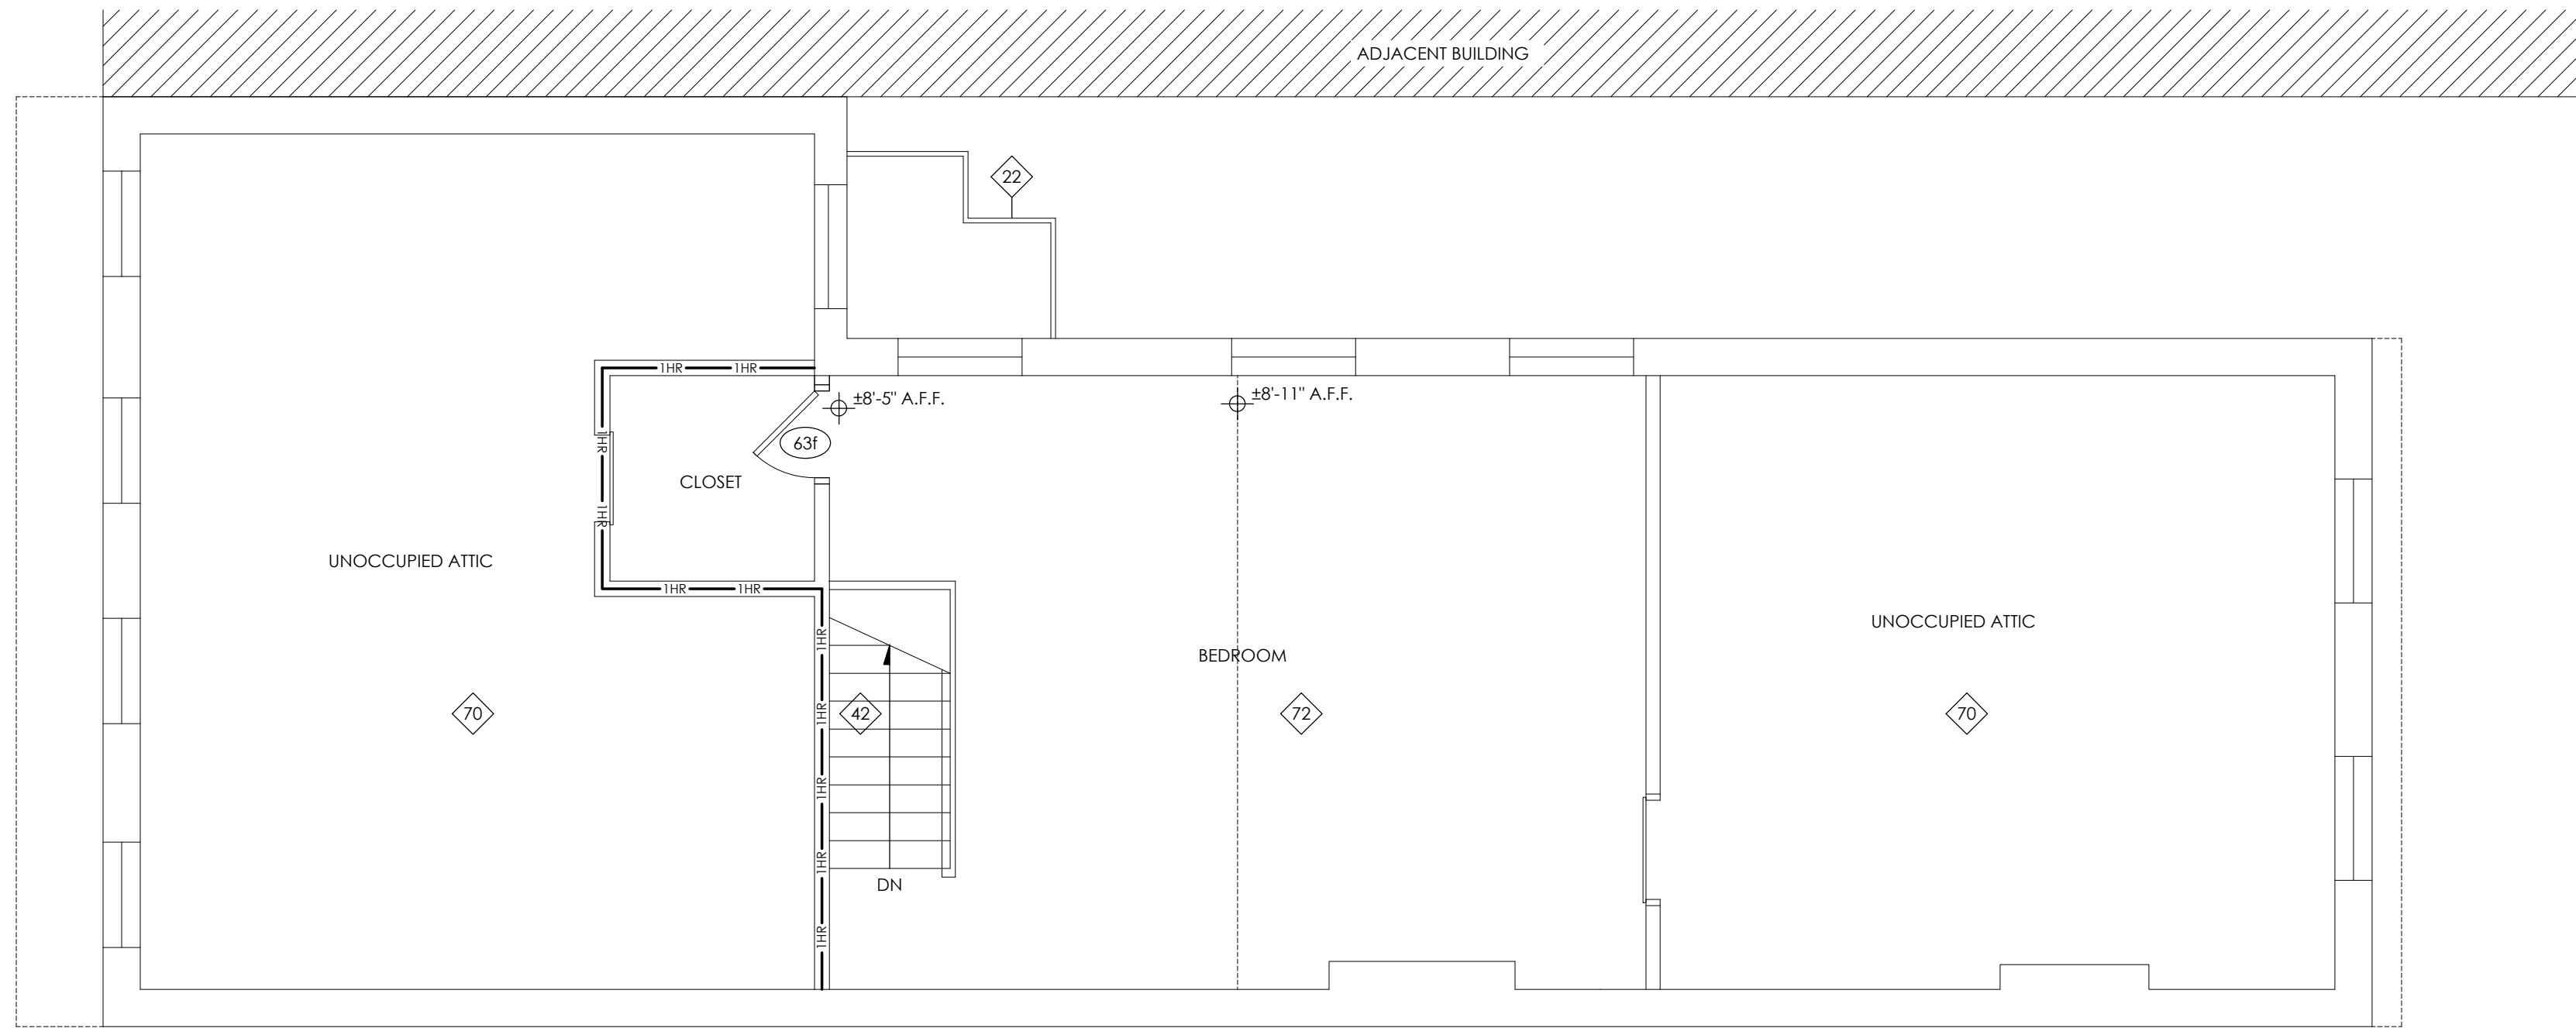 ADJACENT BUILDING
22
1HR 1HR
±8'-5" A.F.F.
±8'-11" A.F.F.
63f
1HR
CLOSET
1HR
UNOCCUPIED ATTIC
1HR 1HR
UNOCCUPIED ATTIC
1HR
BEDROOM
70
1HR
42
72
70
1HR
1HR
DN
1HR